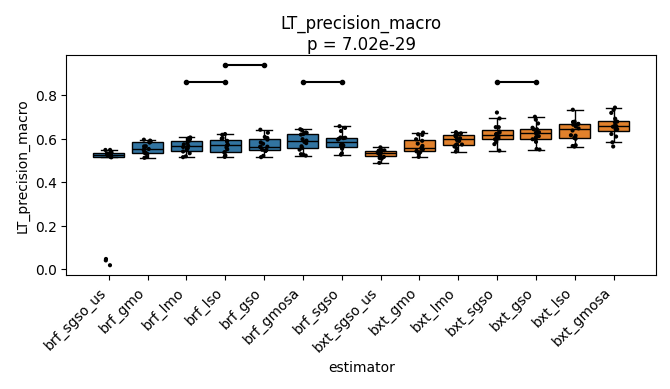 LT_precision_macro
p = 7.02e-29
LT_precision_macro
0.8
0.6
0.4
0.2
0.0
brf_sgso_us
brf_gmo
brf_lmo
brf_lso
brf_gso
brf_gmosa
brf_sgso
bxt_sgso_us
bxt_gmo
bxt_lmo
bxt_sgso
bxt_gso
bxt_lso
bxt_gmosa
estimator